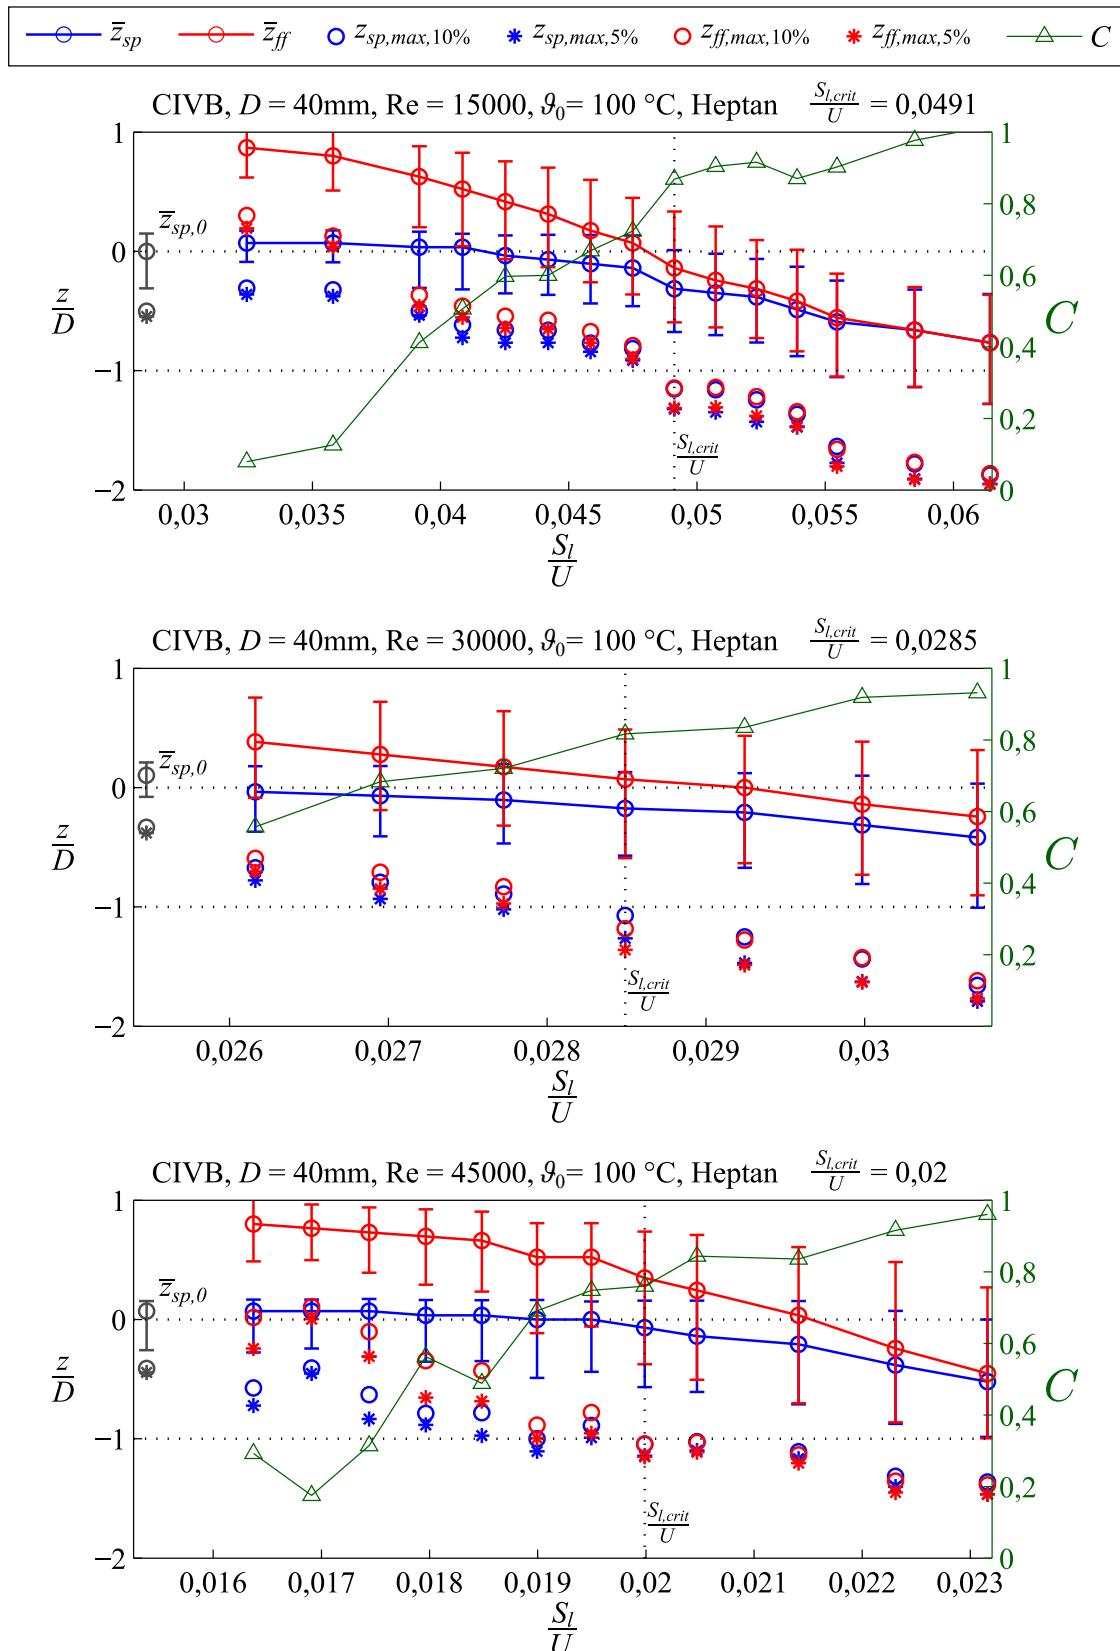 z̄sp z̄ff zsp,max,10% zsp,max,5% zff,max,10% zff,max,5% C
CIVB, D = 40mm, Re = 15000, ϑ0= 100 °C, Heptan Sl,crit/U = 0,0491
1 0 −1 −2
z/D
z̄sp,0
Sl,crit/U
1 0,8 0,6 0,4 0,2 0
C
0,03 0,035 0,04 0,045 0,05 0,055 0,06
Sl/U
CIVB, D = 40mm, Re = 30000, ϑ0= 100 °C, Heptan Sl,crit/U = 0,0285
1 0 −1 −2
z/D
z̄sp,0
Sl,crit/U
1 0,8 0,6 0,4 0,2 0
C
0,026 0,027 0,028 0,029 0,03
Sl/U
CIVB, D = 40mm, Re = 45000, ϑ0= 100 °C, Heptan Sl,crit/U = 0,02
1 0 −1 −2
z/D
z̄sp,0
Sl,crit/U
1 0,8 0,6 0,4 0,2 0
C
0,016 0,017 0,018 0,019 0,02 0,021 0,022 0,023
Sl/U